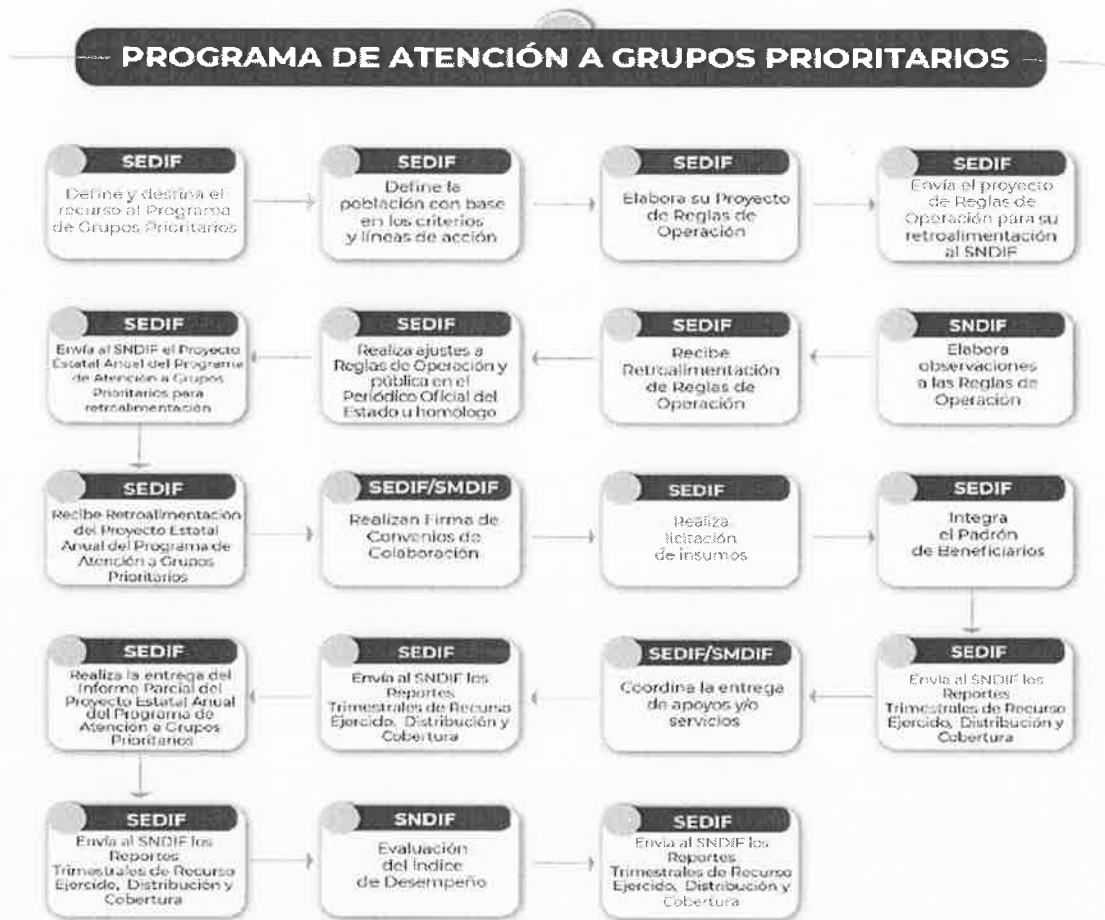 PROGRAMA DE ATENCIÓN A GRUPOS PRIORITARIOS
SEDIF
Define y destina el
recurso al Programa
de Grupos Prioritarios
SEDIF
Define la
población con base
en los criterios
y líneas de acción
SEDIF
Elabora su Proyecto
de Reglas de
Operación
SEDIF
Envía el proyecto
de Reglas de
Operación para su
retroalimentación
al SNDIF
SNDIF
Elabora
observaciones
a las Reglas de
Operación
SEDIF
Recibe
Retroalimentación
de Reglas de
Operación
SEDIF
Realiza ajustes a
Reglas de Operación y
pública en el
Periódico Oficial del
Estado u homólogo
SEDIF
Envía al SNDIF el Proyecto
Estatal Anual del Programa
de Atención a Grupos
Prioritarios para
retroalimentación
SEDIF
Recibe Retroalimentación
del Proyecto Estatal
Anual del Programa de
Atención a Grupos
Prioritarios
SEDIF/SMDIF
Realizan Firma de
Convenios de
Colaboración
SEDIF
Realiza
licitación
de insumos
SEDIF
Integra
el Padrón
de Beneficiarios
SEDIF
Envía al SNDIF los
Reportes
Trimestrales de Recurso
Ejercido, Distribución y
Cobertura
SEDIF/SMDIF
Coordina la entrega
de apoyos y/o
servicios
SEDIF
Envía al SNDIF los
Reportes
Trimestrales de Recurso
Ejercido, Distribución y
Cobertura
SEDIF
Realiza la entrega del
Informe Parcial del
Proyecto Estatal Anual
del Programa de
Atención a Grupos
Prioritarios
SEDIF
Envía al SNDIF los
Reportes
Trimestrales de Recurso
Ejercido, Distribución y
Cobertura
SNDIF
Evaluación
del Índice
de Desempeño
SEDIF
Envía al SNDIF los
Reportes
Trimestrales de Recurso
Ejercido, Distribución y
Cobertura